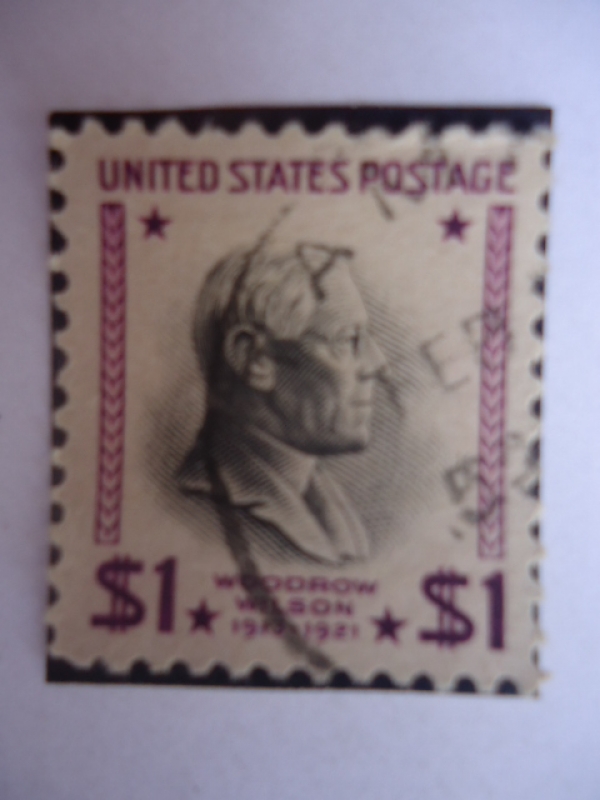 UNITED STATES POSTAGE
$1 $1
WOODROW
WILSON
1913-1921